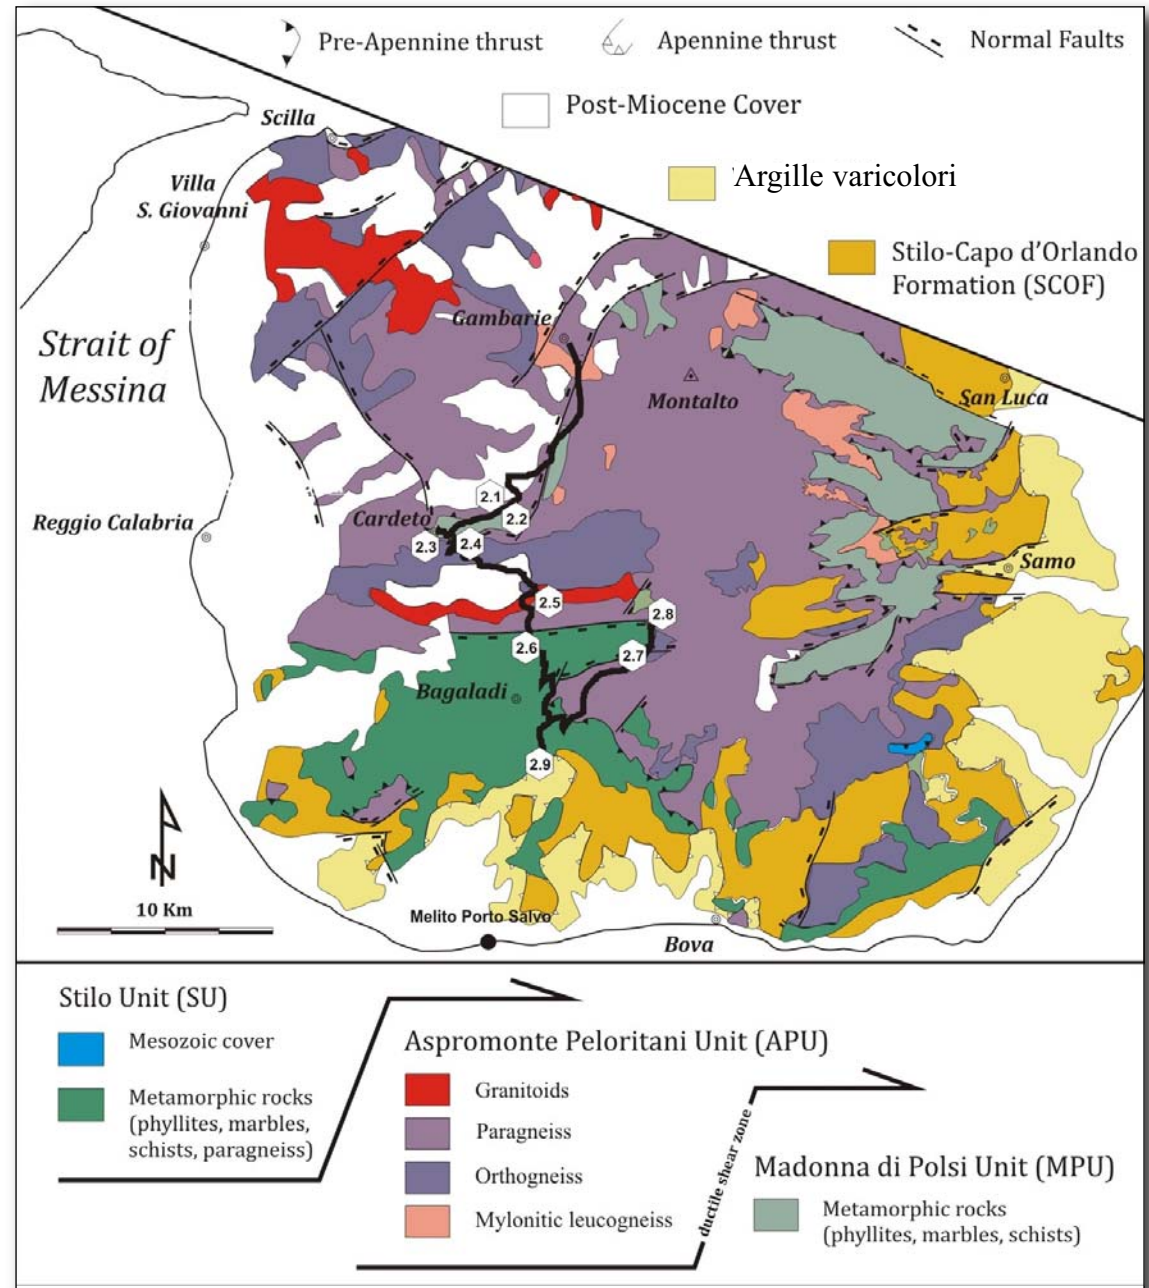 Pre-Apennine thrust
Apennine thrust
Normal Faults
Post-Miocene Cover
Argille varicolori
Stilo-Capo d'Orlando
Formation (SCOF)
Scilla
Villa
S. Giovanni
Gambarie
Strait of
Messina
Montalto
San Luca
2.1
2.2
Cardeto
Reggio Calabria
2.3
2.4
Samo
2.5
2.8
2.6
2.7
Bagaladi
2.9
N
10 Km
Melito Porto Salvo
Bova
Stilo Unit (SU)
Mesozoic cover
Metamorphic rocks
(phyllites, marbles,
schists, paragneiss)
Aspromonte Peloritani Unit (APU)
Granitoids
Paragneiss
Orthogneiss
Mylonitic leucogneiss
ductile shear zone
Madonna di Polsi Unit (MPU)
Metamorphic rocks
(phyllites, marbles, schists)